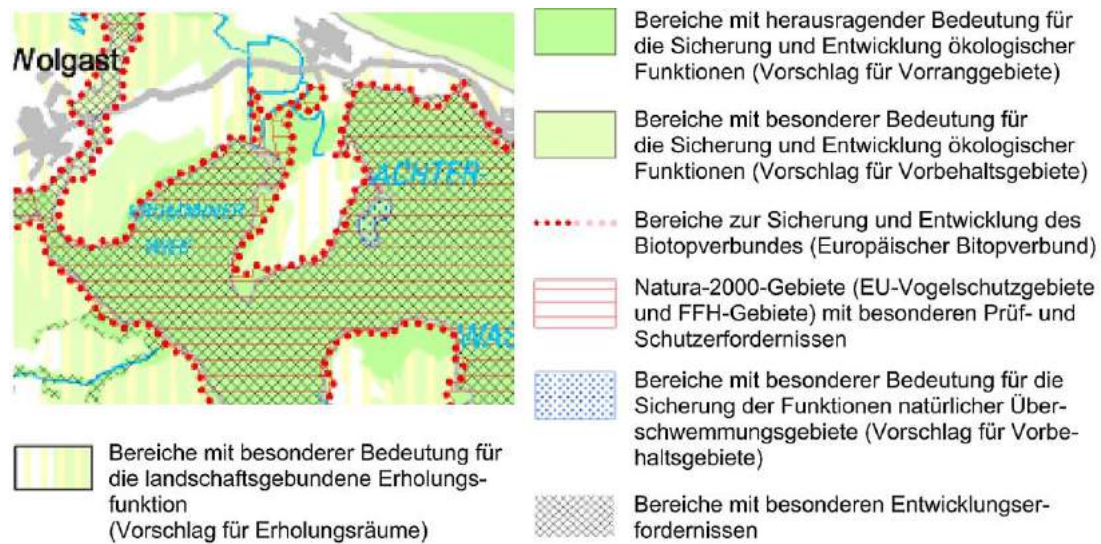 Wolgast
ACHTER
KRUMMINER
WIEK
WAS
Bereiche mit besonderer Bedeutung für
die landschaftsgebundene Erholungs-
funktion
(Vorschlag für Erholungsräume)
Bereiche mit herausragender Bedeutung für
die Sicherung und Entwicklung ökologischer
Funktionen (Vorschlag für Vorranggebiete)
Bereiche mit besonderer Bedeutung für
die Sicherung und Entwicklung ökologischer
Funktionen (Vorschlag für Vorbehaltsgebiete)
Bereiche zur Sicherung und Entwicklung des
Biotopverbundes (Europäischer Bitopverbund)
Natura-2000-Gebiete (EU-Vogelschutzgebiete
und FFH-Gebiete) mit besonderen Prüf- und
Schutzerfordernissen
Bereiche mit besonderer Bedeutung für die
Sicherung der Funktionen natürlicher Über-
schwemmungsgebiete (Vorschlag für Vorbe-
haltsgebiete)
Bereiche mit besonderen Entwicklungser-
fordernissen